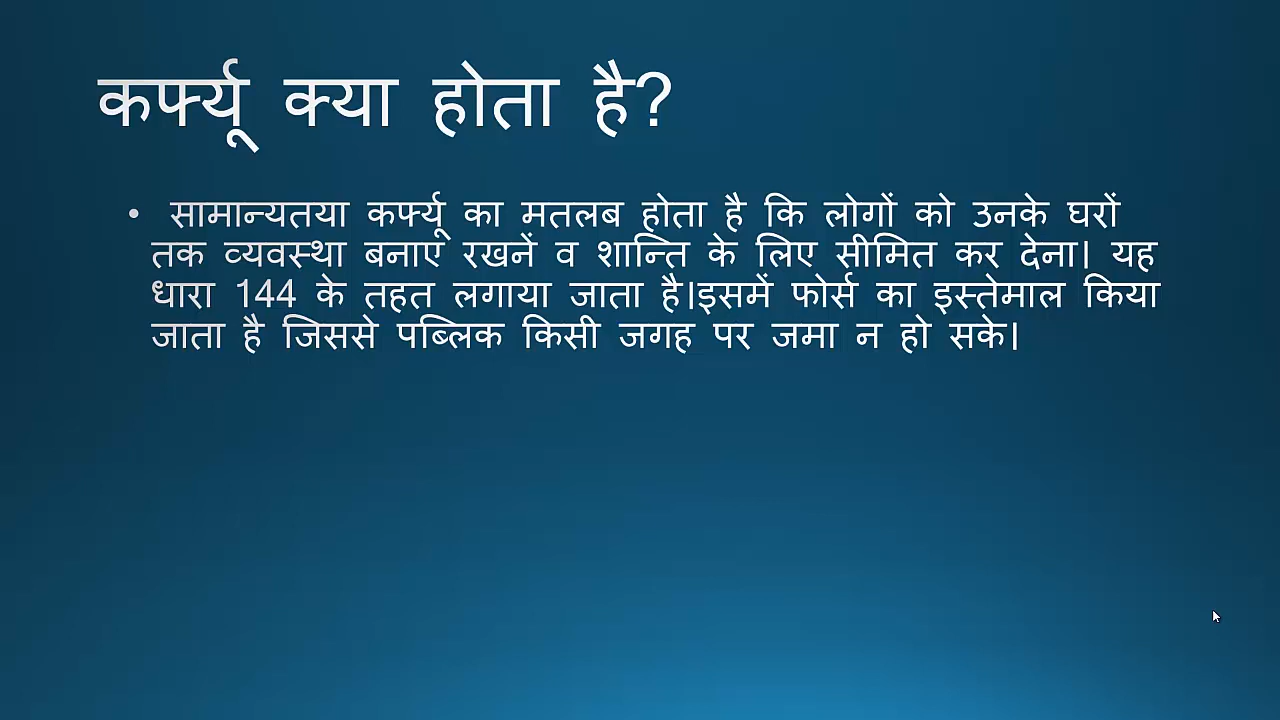 कर्फ्यू क्या होता है?
• सामान्यतया कर्फ्यू का मतलब होता है कि लोगों को उनके घरों
तक व्यवस्था बनाए रखनें व शान्ति के लिए सीमित कर देना। यह
धारा 144 के तहत लगाया जाता है।इसमें फोर्स का इस्तेमाल किया
जाता है जिससे पब्लिक किसी जगह पर जमा न हो सके।